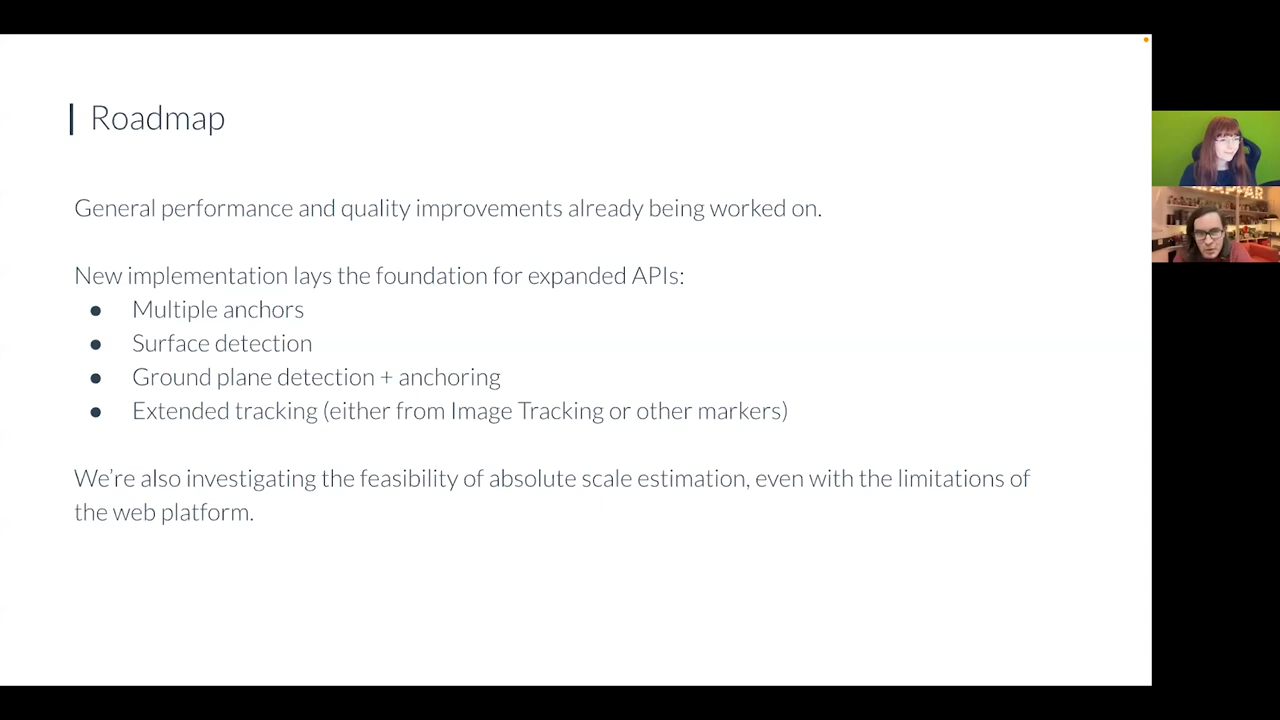 Roadmap
General performance and quality improvements already being worked on.
New implementation lays the foundation for expanded APIs:
● Multiple anchors
● Surface detection
● Ground plane detection + anchoring
● Extended tracking (either from Image Tracking or other markers)
We're also investigating the feasibility of absolute scale estimation, even with the limitations of
the web platform.